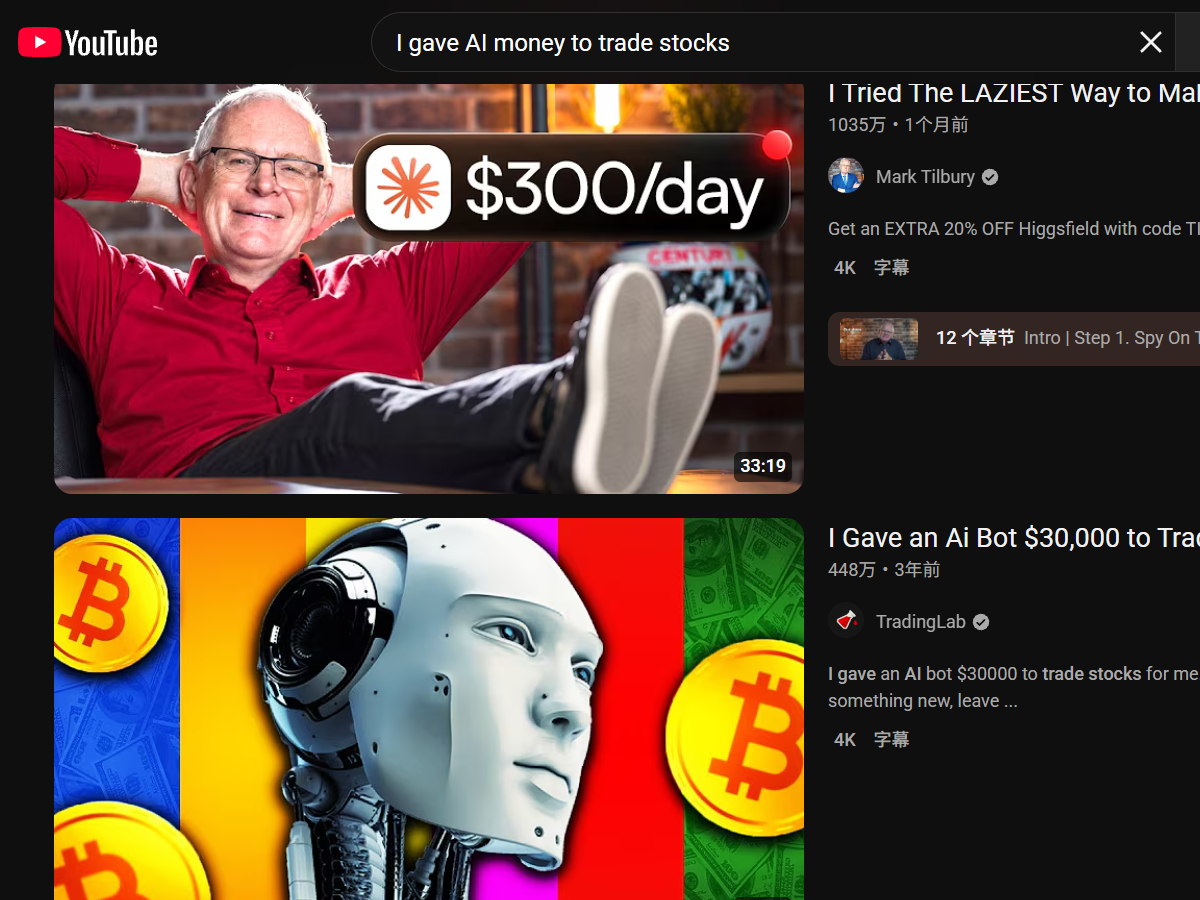 YouTube
I gave AI money to trade stocks
$300/day
CENTURI
33:19
I Tried The LAZIEST Way to Mak
1035万 • 1个月前
Mark Tilbury
Get an EXTRA 20% OFF Higgsfield with code TI
4K 字幕
12 个章节 Intro | Step 1. Spy On T
I Gave an Ai Bot $30,000 to Trad
448万 • 3年前
TradingLab
I gave an AI bot $30000 to trade stocks for me
something new, leave ...
4K 字幕